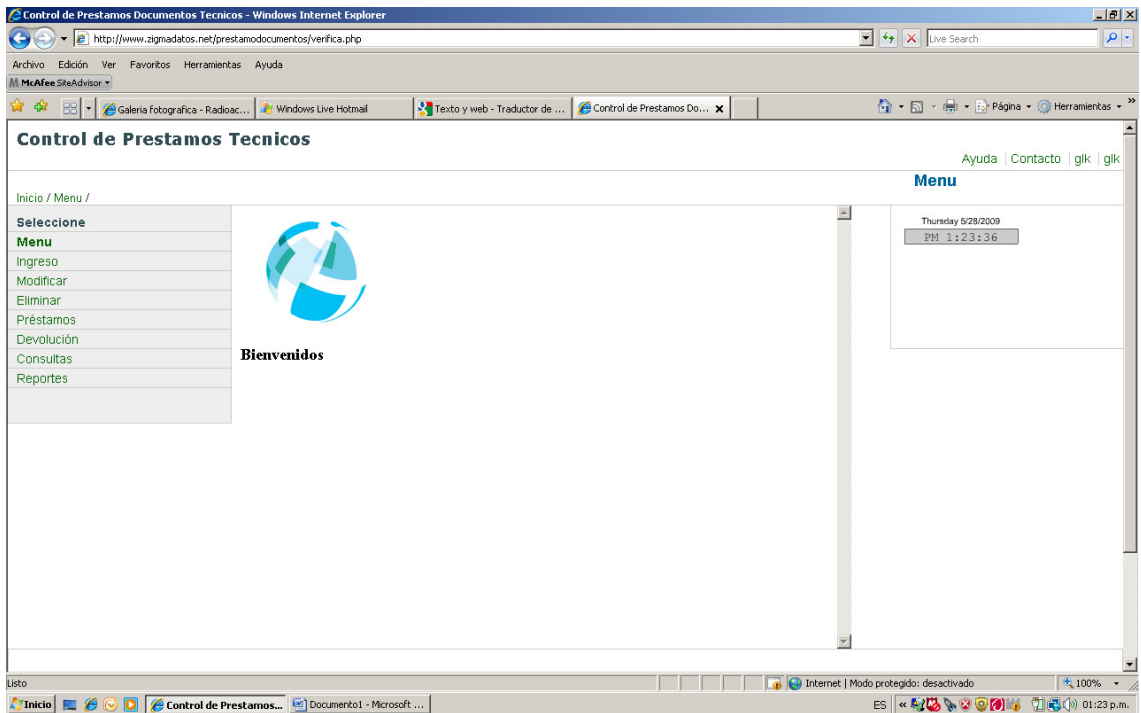 Control de Prestamos Documentos Tecnicos - Windows Internet Explorer
http://www.zigmadatos.net/prestamodocumentos/verifica.php
Live Search
Archivo Edición Ver Favoritos Herramientas Ayuda
McAfee SiteAdvisor
Galeria fotografica - Radioac... Windows Live Hotmail Texto y web - Traductor de ... Control de Prestamos Do... Página Herramientas
Control de Prestamos Tecnicos
Ayuda Contacto glk glk
Menu
Inicio / Menu /
Seleccione
Menu
Ingreso
Modificar
Eliminar
Préstamos
Devolución
Consultas
Reportes
Bienvenidos
Thursday 5/28/2009
PM 1:23:36
Listo Internet | Modo protegido: desactivado 100%
Inicio Control de Prestamos... Documento1 - Microsoft ... ES 01:23 p.m.